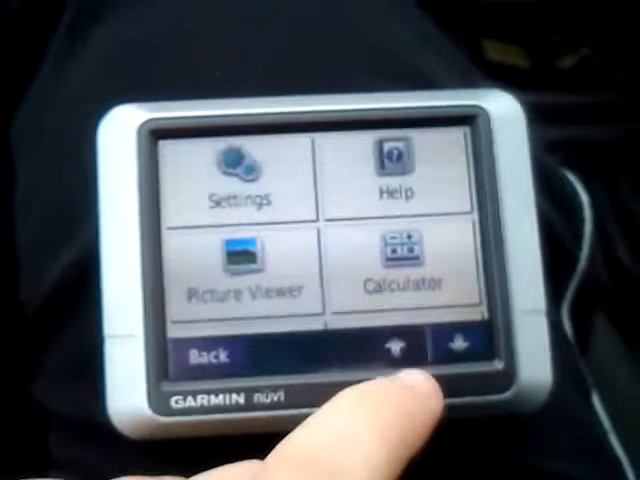 Settings
Help
Picture Viewer
Calculator
Back
GARMIN nüvi